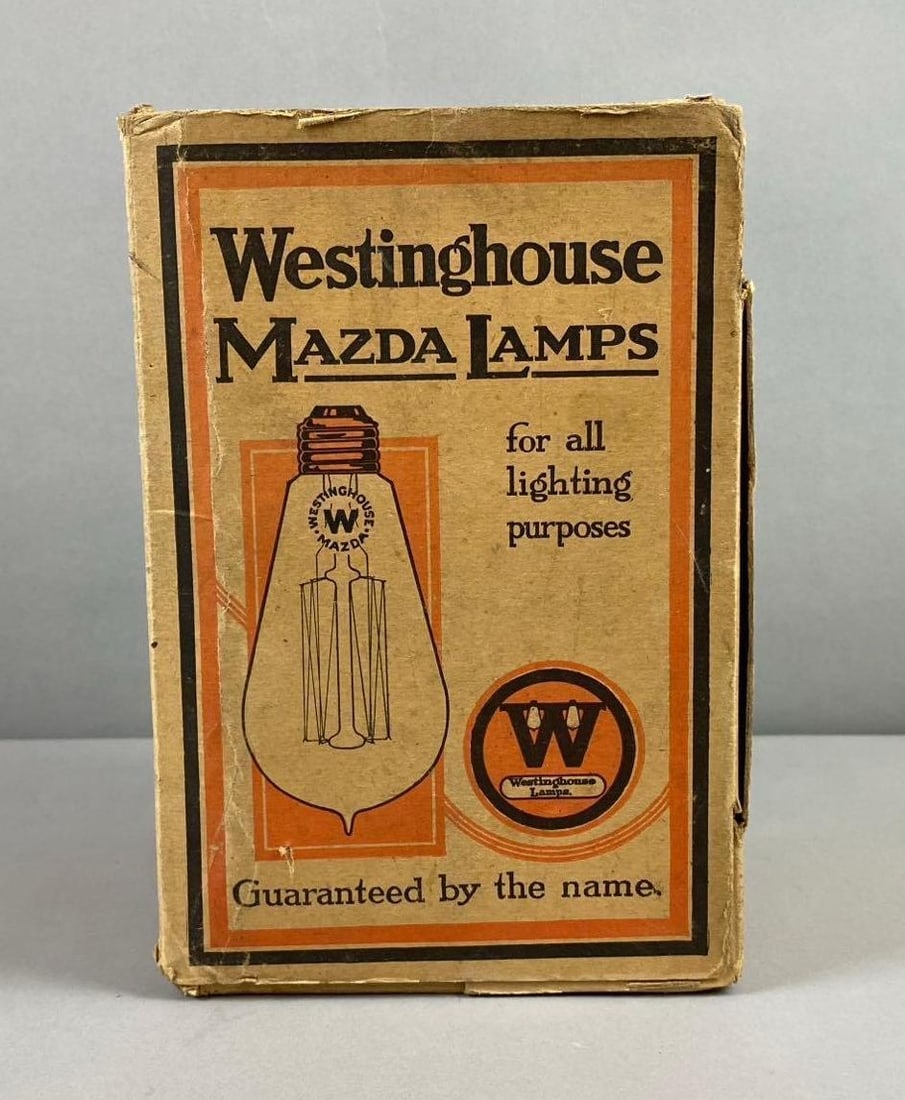 Westinghouse
MAZDA LAMPS
for all
lighting
purposes
WESTINGHOUSE
W
MAZDA
W
Westinghouse
Lamps.
Guaranteed by the name.